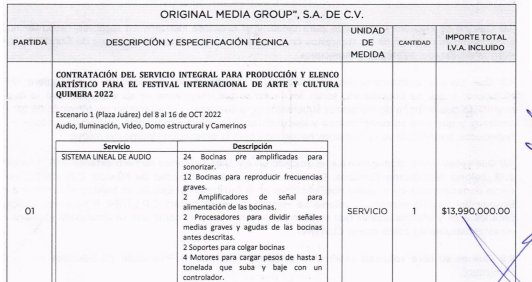 ORIGINAL MEDIA GROUP", S.A. DE C.V.
PARTIDA
DESCRIPCIÓN Y ESPECIFICACIÓN TÉCNICA
UNIDAD
DE
MEDIDA
CANTIDAD
IMPORTE TOTAL
I.V.A. INCLUIDO
01
CONTRATACIÓN DEL SERVICIO INTEGRAL PARA PRODUCCIÓN Y ELENCO
ARTÍSTICO PARA EL FESTIVAL INTERNACIONAL DE ARTE Y CULTURA
QUIMERA 2022
Escenario 1 (Plaza Juárez) del 8 al 16 de OCT 2022
Audio, Iluminación, Video, Domo estructural y Camerinos
Servicio
Descripción
SISTEMA LINEAL DE AUDIO
24 Bocinas pre amplificadas para
sonorizar.
12 Bocinas para reproducir frecuencias
graves.
2 Amplificadores de señal para
alimentación de las bocinas.
2 Procesadores para dividir señales
medias graves y agudas de las bocinas
antes descritas.
2 Soportes para colgar bocinas
4 Motores para cargar pesos de hasta 1
tonelada que suba y baje con un
controlador.
SERVICIO
1
$13,990,000.00